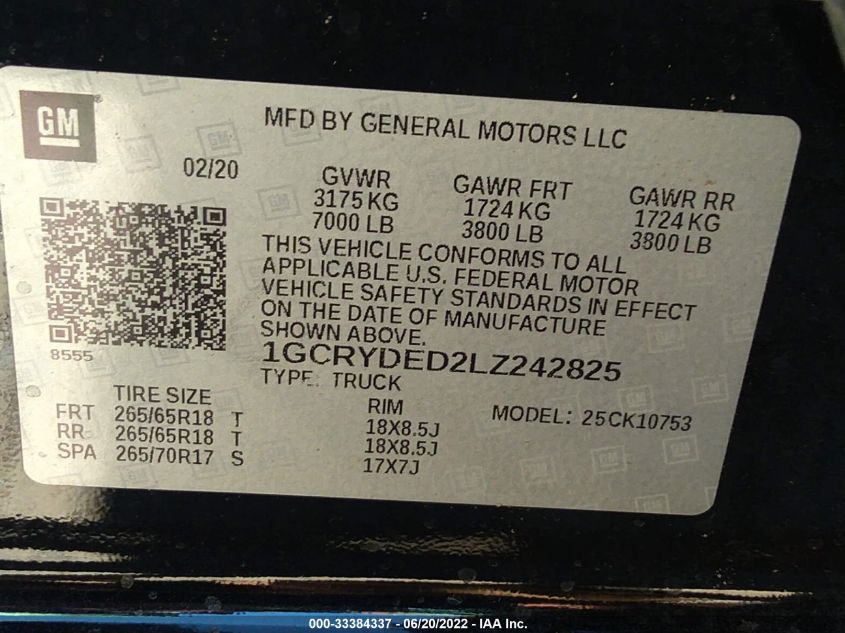 GM
MFD BY GENERAL MOTORS LLC
02/20
GVWR
3175 KG
7000 LB
GAWR FRT
1724 KG
3800 LB
GAWR RR
1724 KG
3800 LB
THIS VEHICLE CONFORMS TO ALL
APPLICABLE U.S. FEDERAL MOTOR
VEHICLE SAFETY STANDARDS IN EFFECT
ON THE DATE OF MANUFACTURE
SHOWN ABOVE.
8555
1GCRYDED2LZ242825
TYPE: TRUCK
TIRE SIZE
RIM
MODEL: 25CK10753
FRT 265/65R18 T 18X8.5J
RR 265/65R18 T 18X8.5J
SPA 265/70R17 S 17X7J
000-33384337 - 06/20/2022 - IAA Inc.